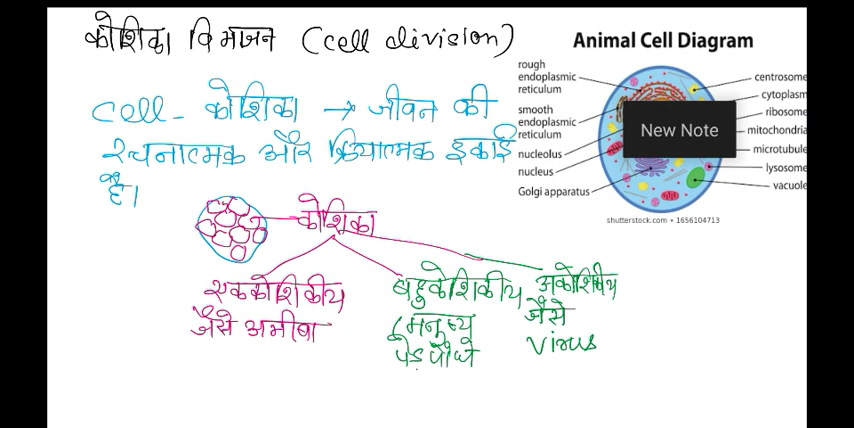 कोशिका विभाजन (cell division)
Cell - कोशिका → जीवन की
रचनात्मक और क्रियात्मक इकाई
है।
कोशिका
एककोशिकीय
जैसे अमीबा
बहुकोशिकीय
(मनुष्य
पेड़ पौधे
अकोशिकीय
जैसे
Virus
Animal Cell Diagram
rough
endoplasmic
reticulum
smooth
endoplasmic
reticulum
nucleolus
nucleus
Golgi apparatus
New Note
centrosome
cytoplasm
ribosome
mitochondria
microtubule
lysosome
vacuole
shutterstock.com • 1656104713